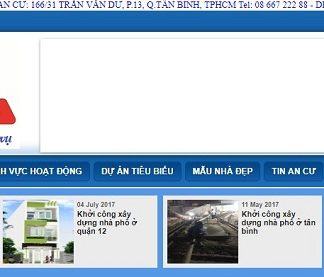 AN CƯ: 166/31 TRẦN VĂN DƯ, P.13, Q.TÂN BÌNH, TPHCM Tel: 08 667 222 88 - DI
VỤ
H VỰC HOẠT ĐỘNG
DỰ ÁN TIÊU BIỂU
MẪU NHÀ ĐẸP
TIN AN CƯ
04 July 2017
Khởi công xây
dựng nhà phố ở
quận 12
11 May 2017
Khởi công xây
dựng nhà phố ở tân
bình